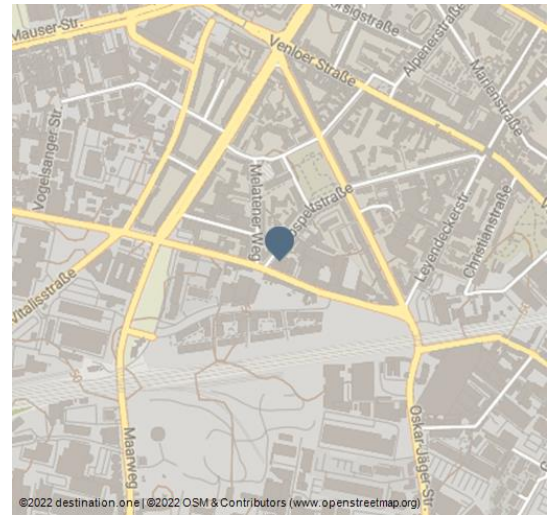 Mauser-Str.
Venloer Straße
Alpenerstraße
Marienstraße
Vogelsanger Str.
Melatener Weg
Leyendeckerstr.
Christianstraße
Vitalisstraße
Maarweg
Oskar-Jäger-Str.
50
©2022 destination.one | ©2022 OSM & Contributors (www.openstreetmap.org)